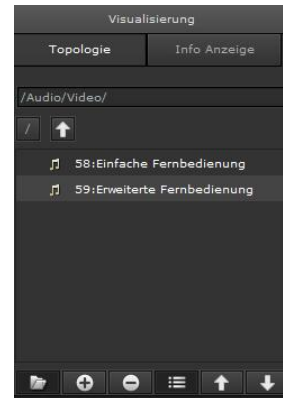 Visualisierung
Topologie Info Anzeige
/Audio/Video/
/
58:Einfache Fernbedienung
59:Erweiterte Fernbedienung